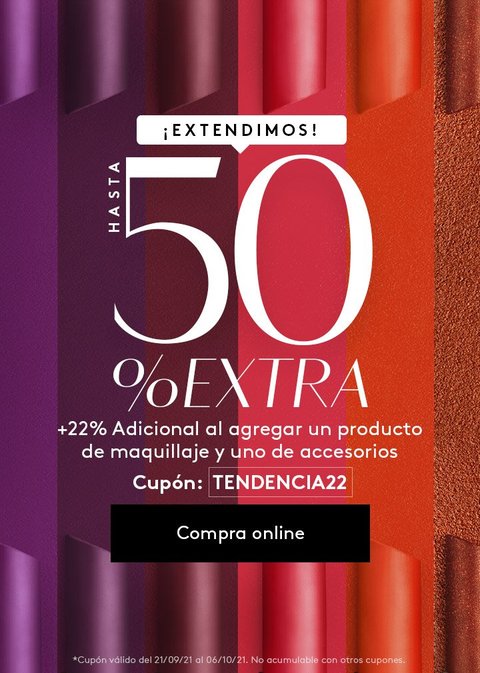 ¡EXTENDIMOS!
HASTA
50
%EXTRA
+22% Adicional al agregar un producto
de maquillaje y uno de accesorios
Cupón: TENDENCIA22
Compra online
*Cupón válido del 21/09/21 al 06/10/21. No acumulable con otros cupones.